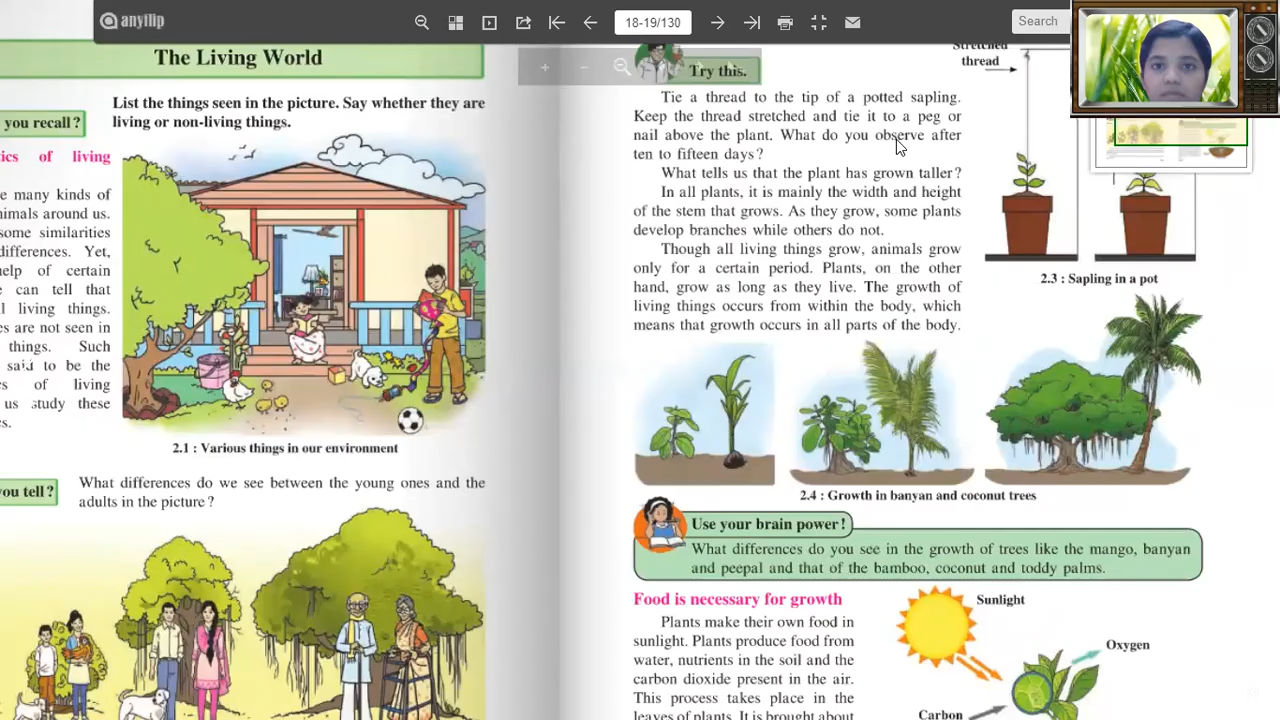 anyflip
18-19/130
Search
The Living World
you recall?
List the things seen in the picture. Say whether they are
living or non-living things.
tics of living
e many kinds of
nimals around us.
some similarities
differences. Yet,
help of certain
e can tell that
l living things.
es are not seen in
things. Such
said to be the
s of living
us study these
s.
2.1 : Various things in our environment
you tell?
What differences do we see between the young ones and the
adults in the picture?
Try this.
Tie a thread to the tip of a potted sapling.
Keep the thread stretched and tie it to a peg or
nail above the plant. What do you observe after
ten to fifteen days?
What tells us that the plant has grown taller?
In all plants, it is mainly the width and height
of the stem that grows. As they grow, some plants
develop branches while others do not.
Though all living things grow, animals grow
only for a certain period. Plants, on the other
hand, grow as long as they live. The growth of
living things occurs from within the body, which
means that growth occurs in all parts of the body.
Stretched
thread
2.3 : Sapling in a pot
2.4 : Growth in banyan and coconut trees
Use your brain power!
What differences do you see in the growth of trees like the mango, banyan
and peepal and that of the bamboo, coconut and toddy palms.
Food is necessary for growth
Plants make their own food in
sunlight. Plants produce food from
water, nutrients in the soil and the
carbon dioxide present in the air.
This process takes place in the
leaves of plants. It is brought about
Sunlight
Oxygen
Carbon